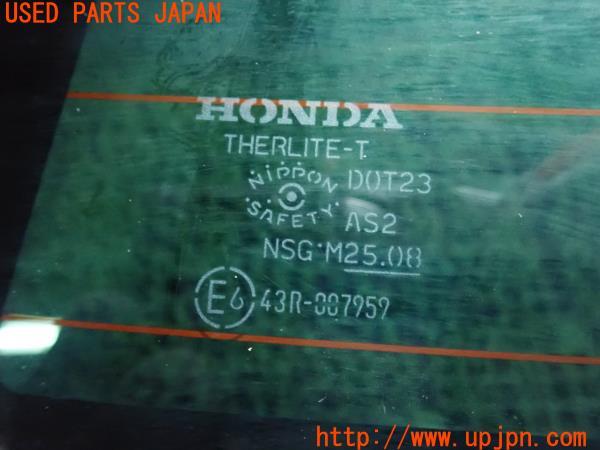 USED PARTS JAPAN
HONDA
THERLITE-T
NIPPON SAFETY
DOT23
AS2
NSG M25.08
E6 43R-007959
http://www.upjpn.com/